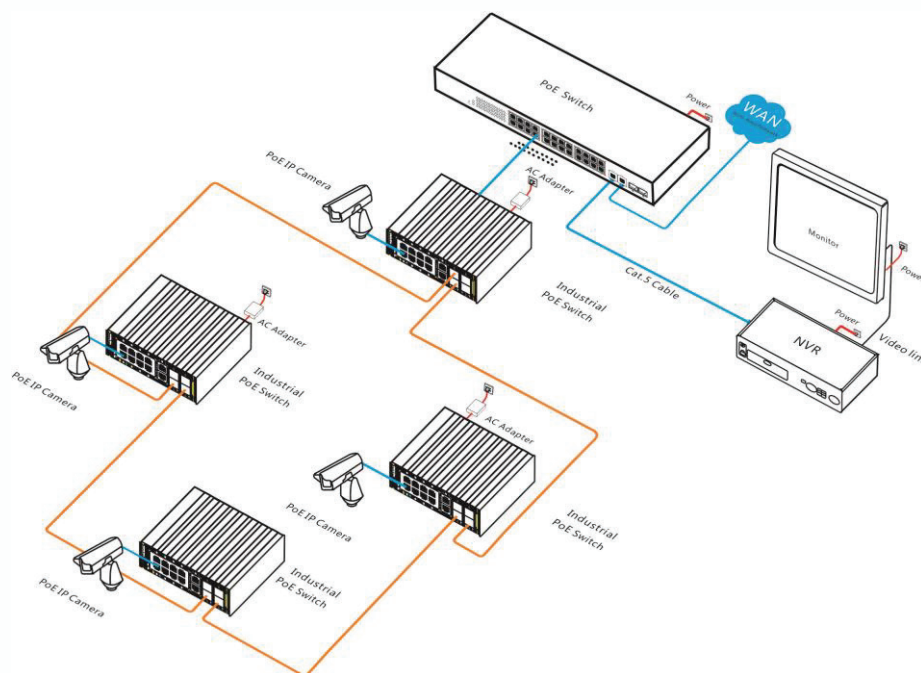 PoE Switch
Power
WAN
PoE IP Camera
AC Adapter
Monitor
Industrial
PoE Switch
Cat.5 Cable
Power
Power
Video lin
NVR
AC Adapter
PoE IP Camera
Industrial
PoE Switch
AC Adapter
PoE IP Camera
Industrial
PoE Switch
PoE IP Camera
Industrial
PoE Switch